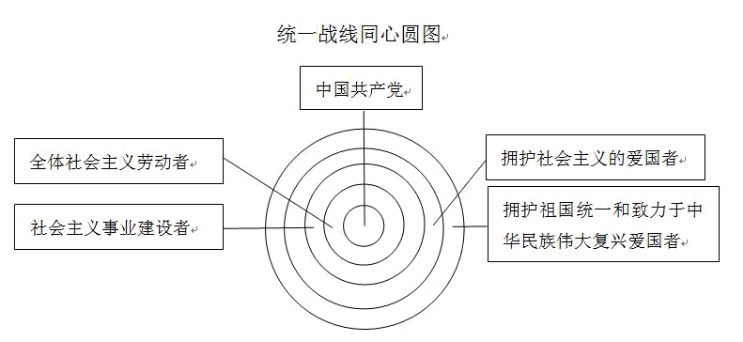 统一战线同心圆图
中国共产党
全体社会主义劳动者
拥护社会主义的爱国者
社会主义事业建设者
拥护祖国统一和致力于中
华民族伟大复兴爱国者